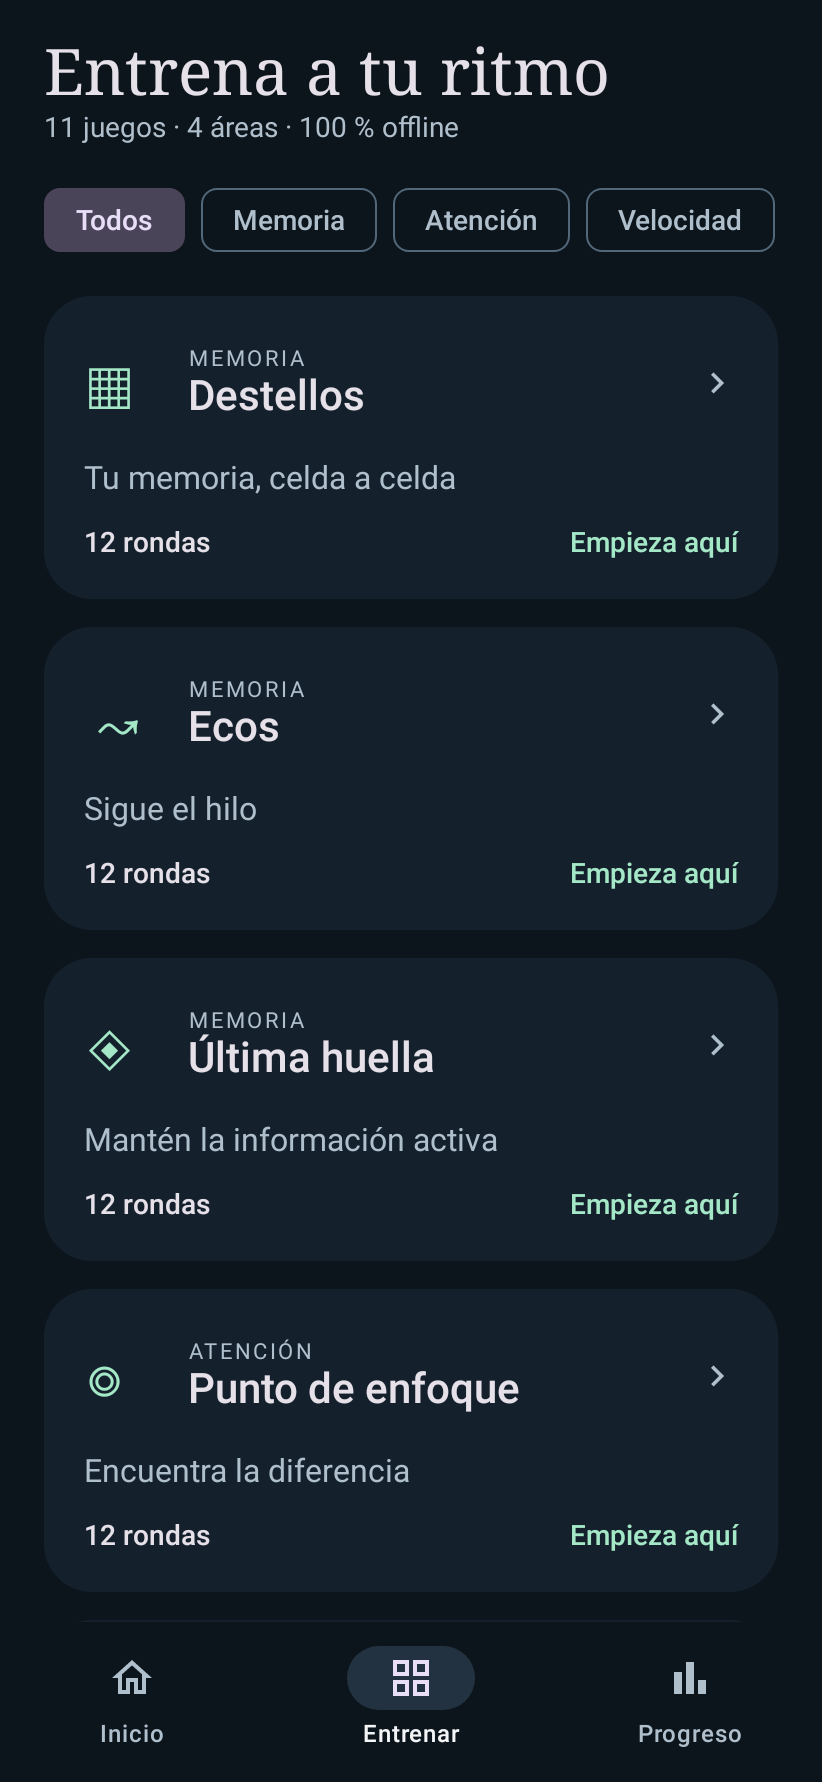 Entrena a tu ritmo
11 juegos · 4 áreas · 100 % offline
Todos
Memoria
Atención
Velocidad
MEMORIA
Destellos
Tu memoria, celda a celda
12 rondas
Empieza aquí
MEMORIA
Ecos
Sigue el hilo
12 rondas
Empieza aquí
MEMORIA
Última huella
Mantén la información activa
12 rondas
Empieza aquí
ATENCIÓN
Punto de enfoque
Encuentra la diferencia
12 rondas
Empieza aquí
Inicio
Entrenar
Progreso